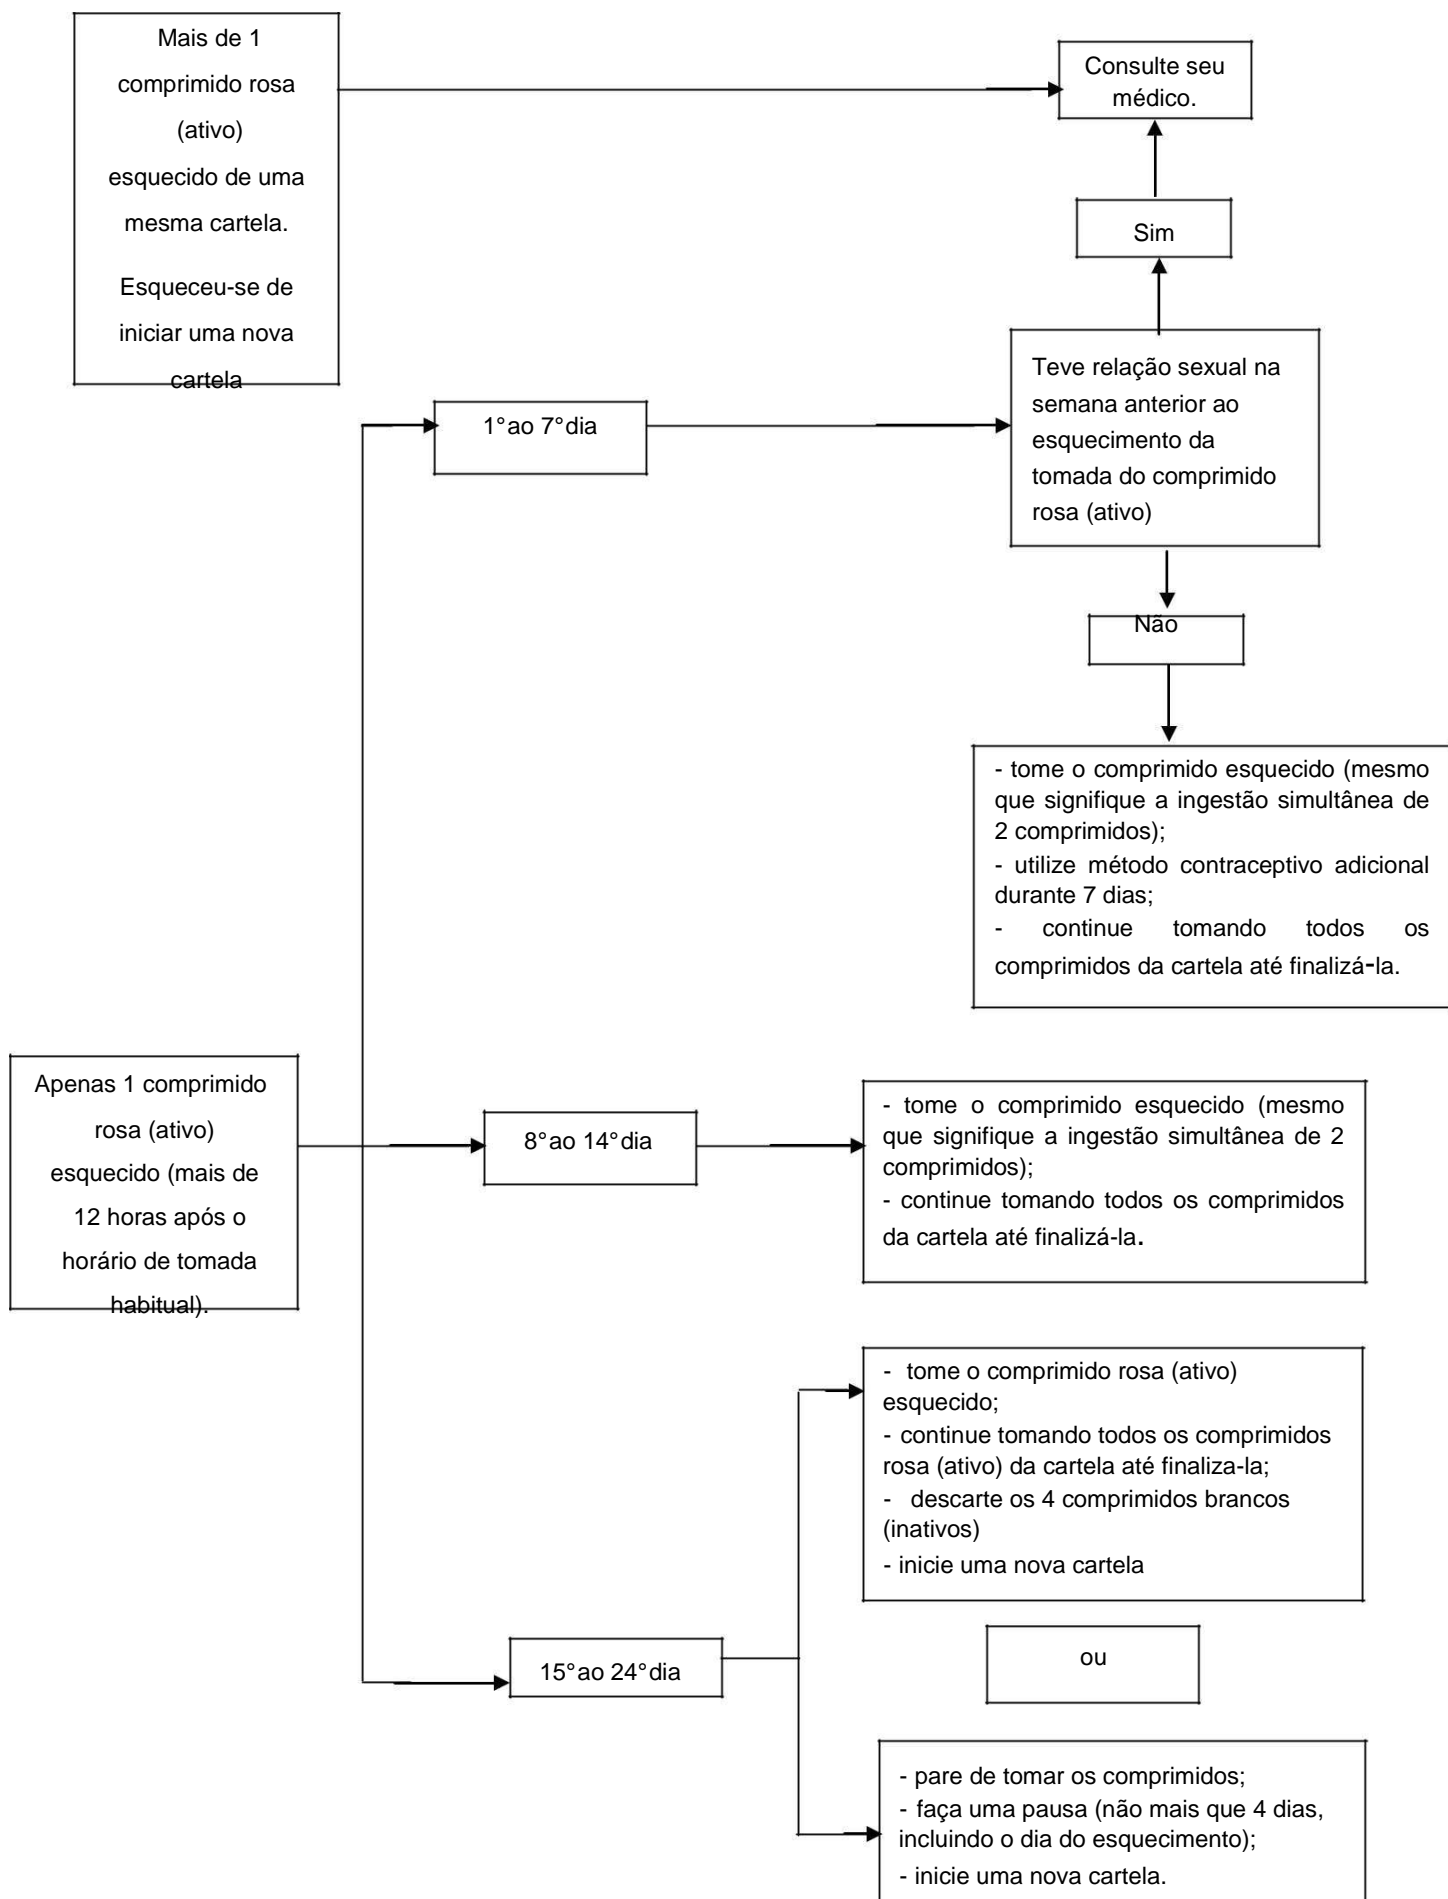 Mais de 1
comprimido rosa
(ativo)
esquecido de uma
mesma cartela.
Esqueceu-se de
iniciar uma nova
cartela
Consulte seu
médico.
Sim
1°ao 7°dia
Teve relação sexual na
semana anterior ao
esquecimento da
tomada do comprimido
rosa (ativo)
Não
- tome o comprimido esquecido (mesmo
que signifique a ingestão simultânea de
2 comprimidos);
- utilize método contraceptivo adicional
durante 7 dias;
- continue tomando todos os
comprimidos da cartela até finalizá-la.
Apenas 1 comprimido
rosa (ativo)
esquecido (mais de
12 horas após o
horário de tomada
habitual).
8°ao 14°dia
- tome o comprimido esquecido (mesmo
que signifique a ingestão simultânea de 2
comprimidos);
- continue tomando todos os comprimidos
da cartela até finalizá-la.
15°ao 24°dia
- tome o comprimido rosa (ativo)
esquecido;
- continue tomando todos os comprimidos
rosa (ativo) da cartela até finaliza-la;
- descarte os 4 comprimidos brancos
(inativos)
- inicie uma nova cartela
ou
- pare de tomar os comprimidos;
- faça uma pausa (não mais que 4 dias,
incluindo o dia do esquecimento);
- inicie uma nova cartela.